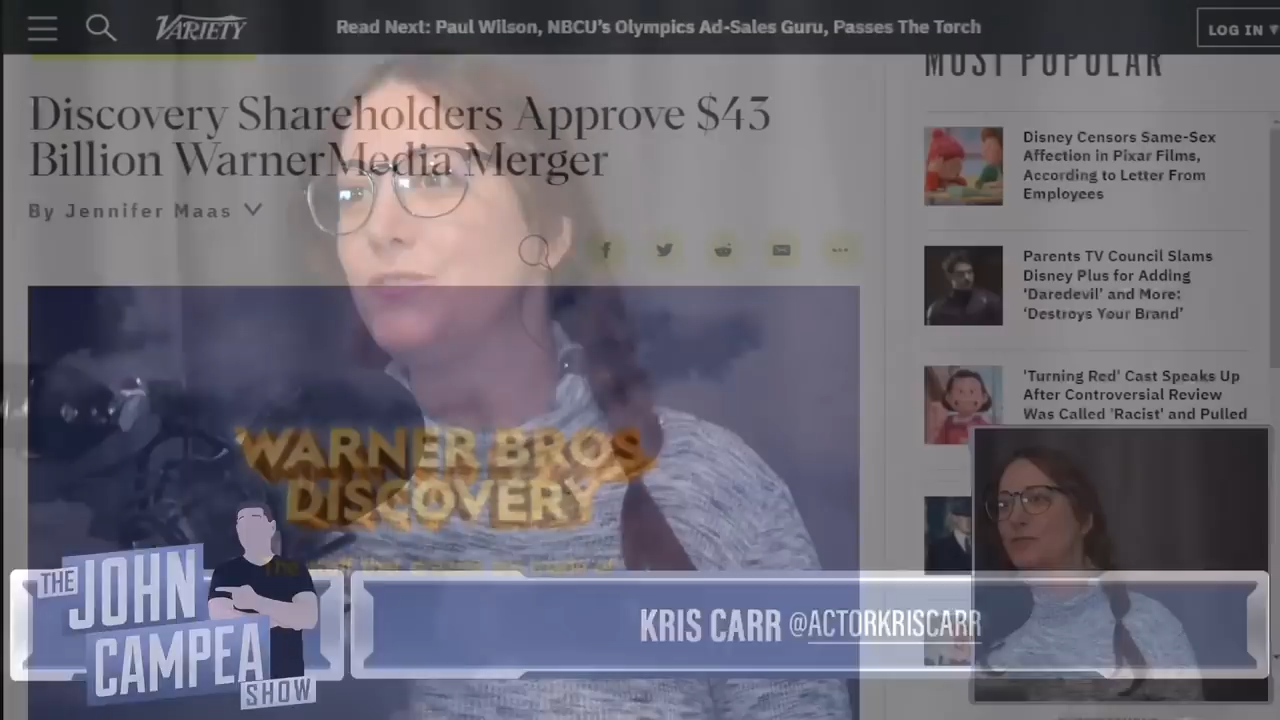 VARIETY
Read Next: Paul Wilson, NBCU's Olympics Ad-Sales Guru, Passes The Torch
LOG IN
MOST POPULAR
Discovery Shareholders Approve $43
Billion WarnerMedia Merger
By Jennifer Maas
Disney Censors Same-Sex
Affection in Pixar Films,
According to Letter From
Employees
Parents TV Council Slams
Disney Plus for Adding
'Daredevil' and More:
'Destroys Your Brand'
'Turning Red' Cast Speaks Up
After Controversial Review
Was Called 'Racist' and Pulled
WARNER BROS
DISCOVERY
THE
JOHN
CAMPEA
SHOW
KRIS CARR @ACTORKRISCARR